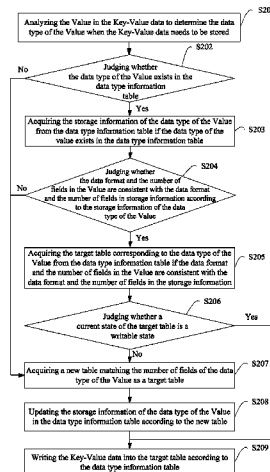 S20
Analyzing the Value in the Key-Value data to determine the data
type of the Value when the Key-Value data needs to be stored
S202
No
Judging whether
the data type of the Value exists in
the data type information
table
Yes
S203
Acquiring the storage information of the data type of the Value
from the data type information table if the data type of the
value exists in the data type information table
S204
Judging whether
the data format and the number of
fields in the Value are consistent with the data format
and the number of fields in storage information according
to the storage information of the data
type of the Value
No
Yes
S205
Acquiring the target table corresponding to the data type of the
Value from the data type information table if the data format
and the number of fields in the Value are consistent with the
data format and the number of fields in the storage information
S206
Judging whether a
current state of the target table is a
writable state
Yes
No
S207
Acquiring a new table matching the number of fields of the data
type of the Value as a target table
S208
Updating the storage information of the data type of the Value
in the data type information table according to the new table
S209
Writing the Key-Value data into the target table according to
the data type information table